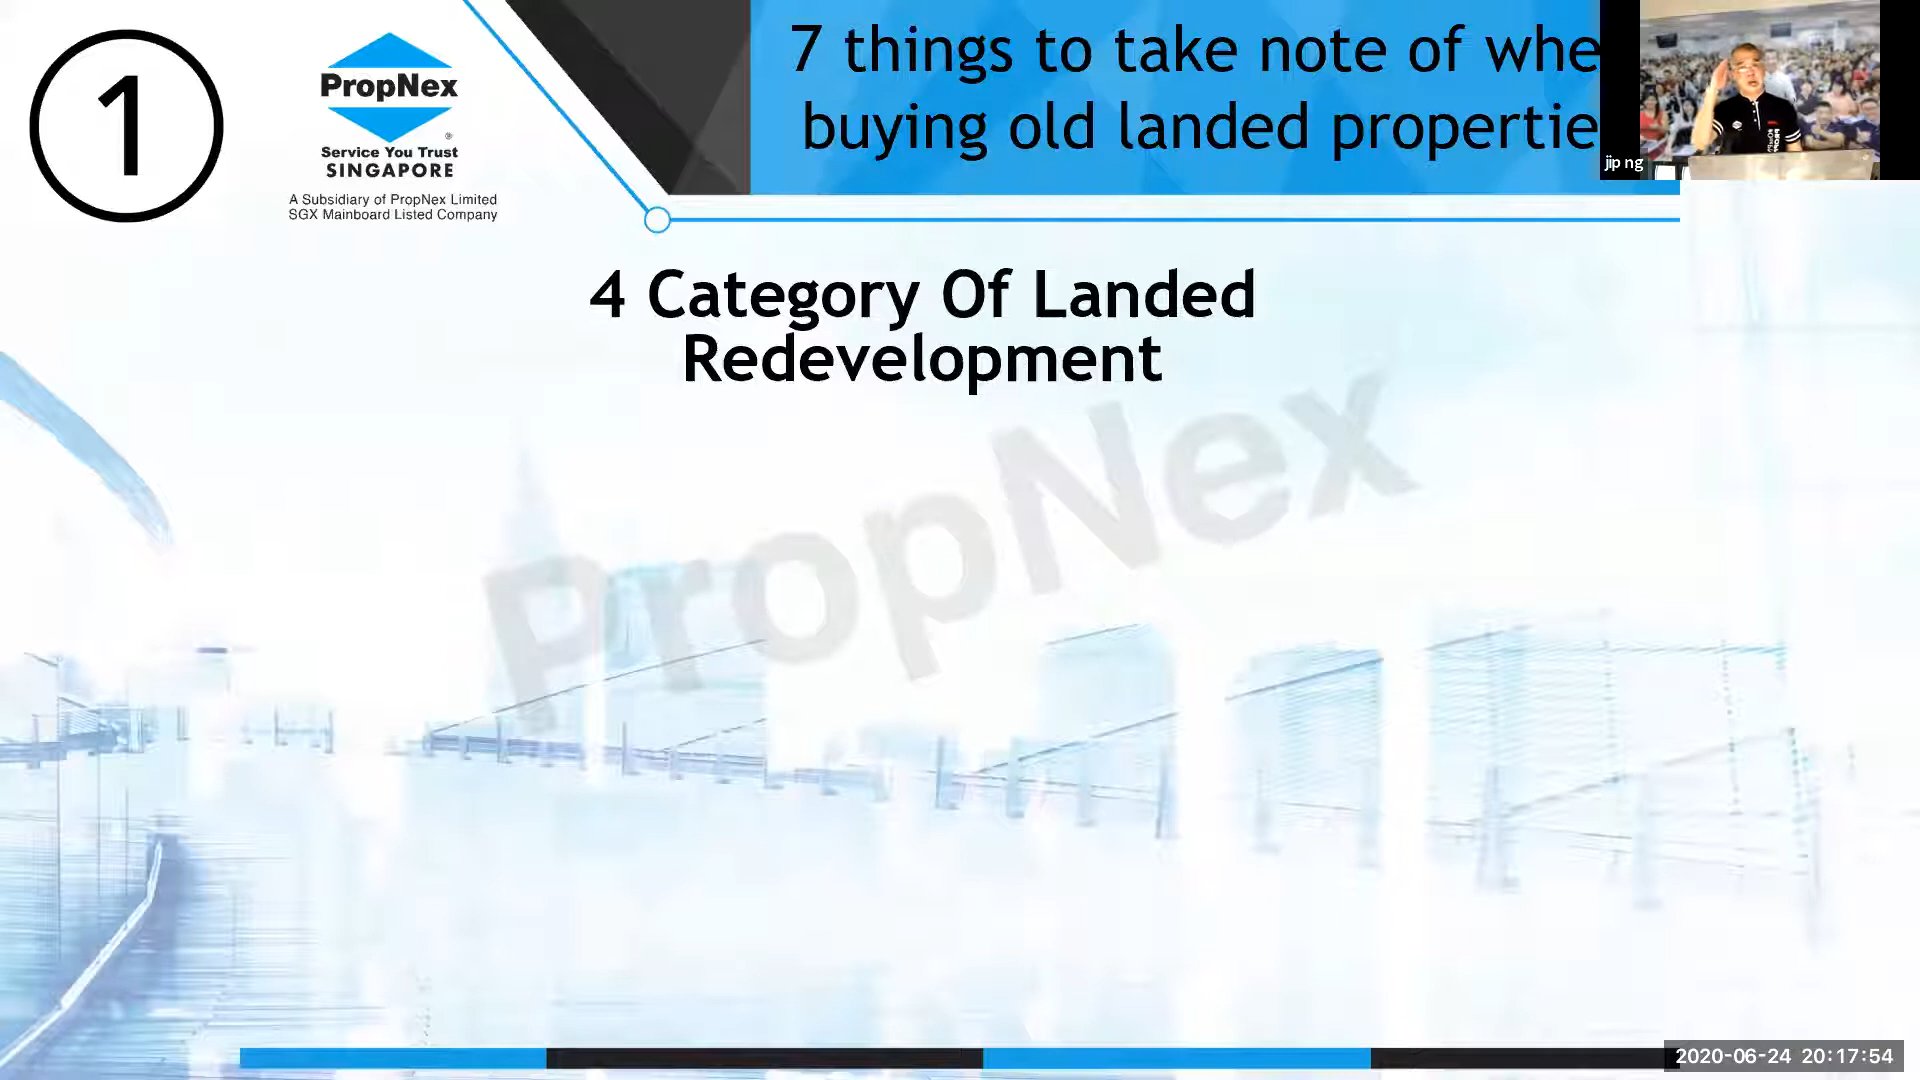 1
PropNex
®
Service You Trust
SINGAPORE
A Subsidiary of PropNex Limited
SGX Mainboard Listed Company
7 things to take note of whe
buying old landed propertie
jip ng
4 Category Of Landed
Redevelopment
PropNex
2020-06-24 20:17:54